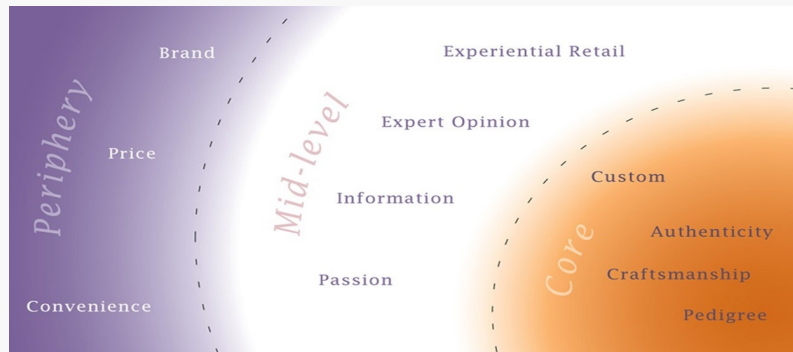 Periphery
Brand
Price
Convenience
Mid-level
Experiential Retail
Expert Opinion
Information
Passion
Core
Custom
Authenticity
Craftsmanship
Pedigree